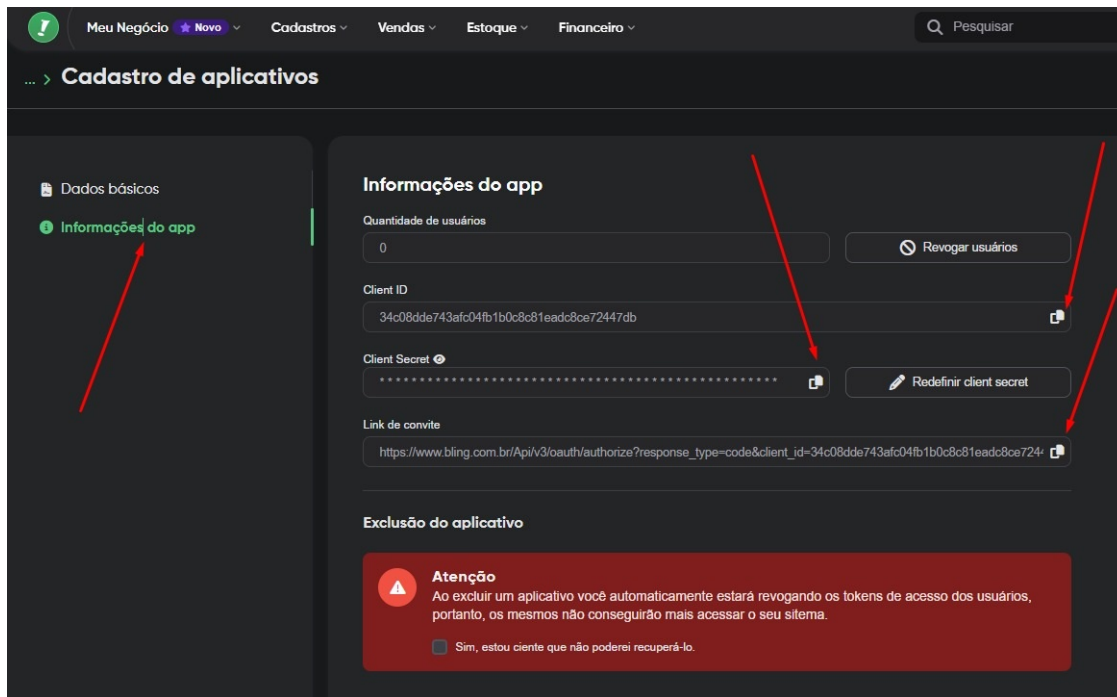 Meu Negócio Novo Cadastros Vendas Estoque Financeiro Pesquisar
... > Cadastro de aplicativos
Dados básicos
Informações do app
Informações do app
Quantidade de usuários
0 Revogar usuários
Client ID
34c08dde743afc04fb1b0c8c81eadc8ce72447db
Client Secret
**************************************************
Redefinir client secret
Link de convite
https://www.bling.com.br/Api/v3/oauth/authorize?response_type=code&client_id=34c08dde743afc04fb1b0c8c81eadc8ce7244
Exclusão do aplicativo
Atenção
Ao excluir um aplicativo você automaticamente estará revogando os tokens de acesso dos usuários,
portanto, os mesmos não conseguirão mais acessar o seu sitema.
Sim, estou ciente que não poderei recuperá-lo.